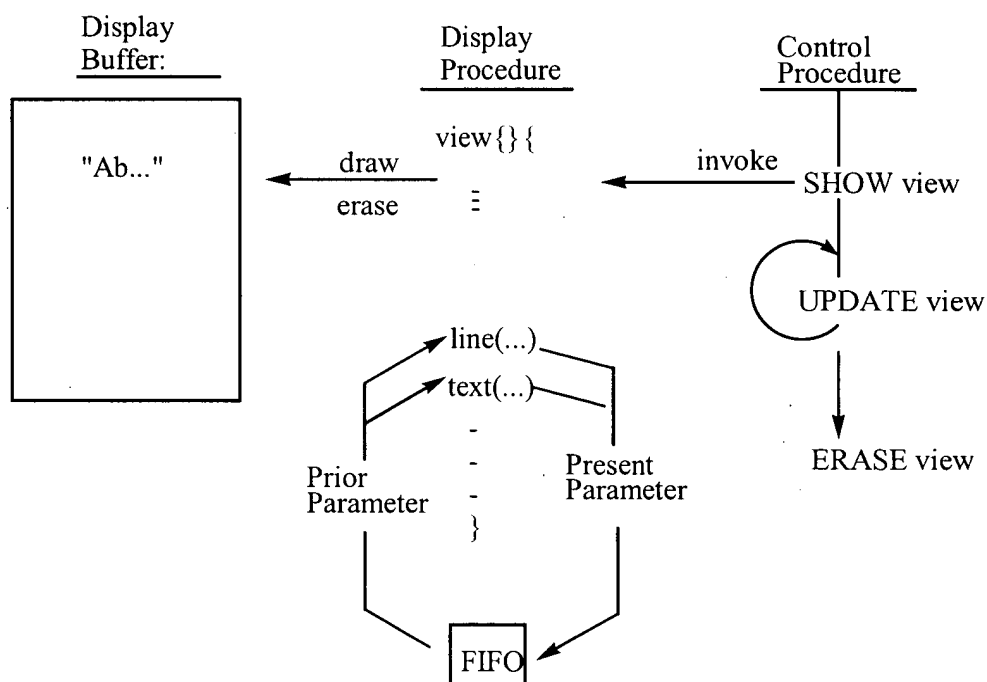 Display
Buffer:
Display
Procedure
Control
Procedure
"Ab..."
view{}{
draw
erase
invoke
SHOW view
UPDATE view
line(...)
text(...)
-
-
-
}
Prior
Parameter
Present
Parameter
ERASE view
FIFO